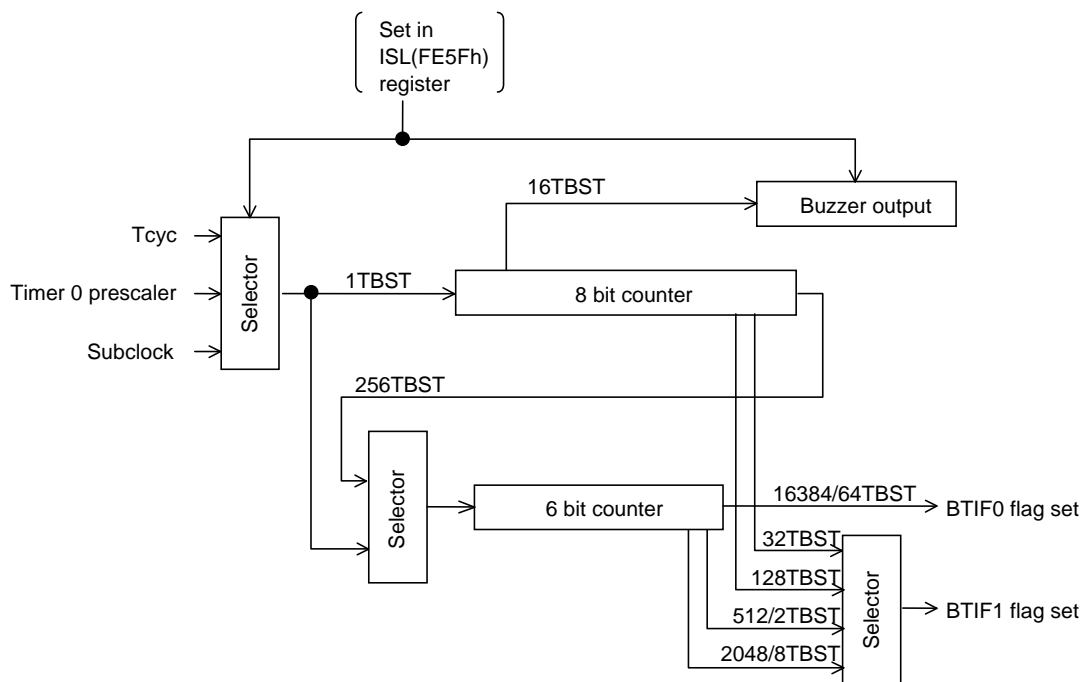 Set in
ISL(FE5Fh)
register
16TBST
Buzzer output
Tcyc
Timer 0 prescaler
Subclock
Selector
1TBST
8 bit counter
256TBST
Selector
6 bit counter
16384/64TBST
BTIF0 flag set
32TBST
128TBST
512/2TBST
2048/8TBST
Selector
BTIF1 flag set